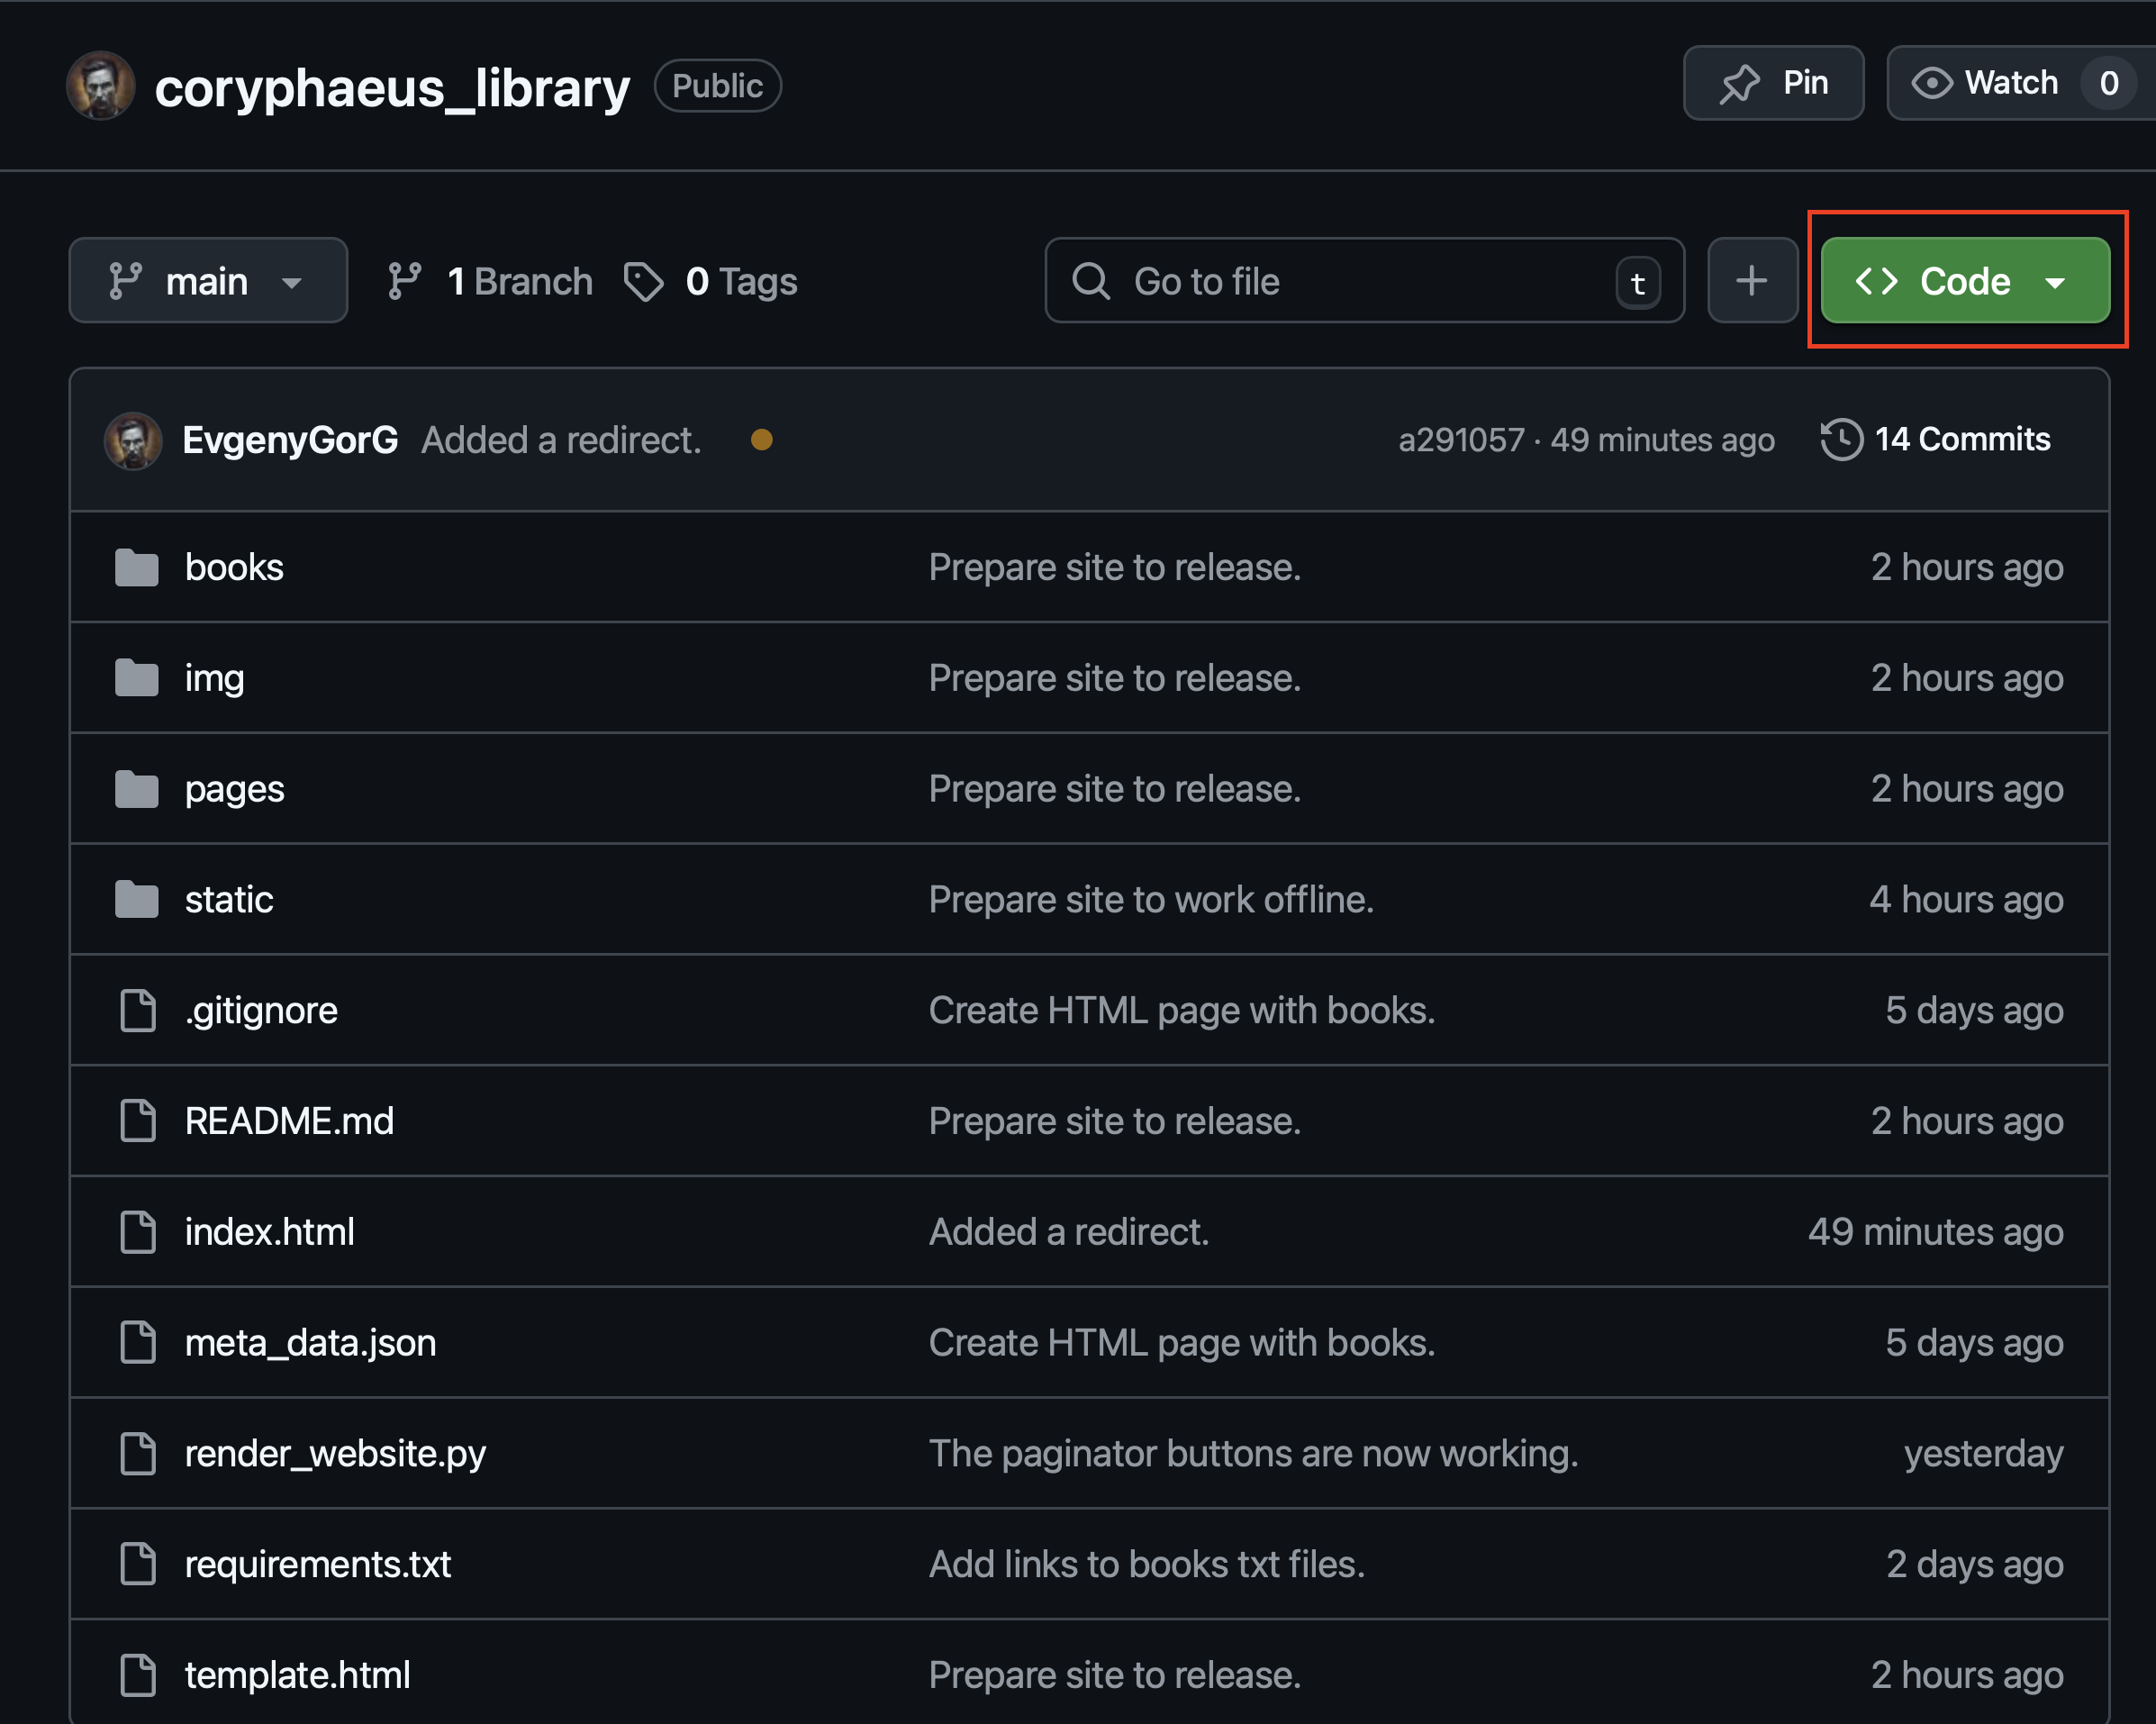 coryphaeus_library Public Pin Watch 0
main 1 Branch 0 Tags Go to file t + <> Code
EvgenyGorG Added a redirect. a291057 · 49 minutes ago 14 Commits
books Prepare site to release. 2 hours ago
img Prepare site to release. 2 hours ago
pages Prepare site to release. 2 hours ago
static Prepare site to work offline. 4 hours ago
.gitignore Create HTML page with books. 5 days ago
README.md Prepare site to release. 2 hours ago
index.html Added a redirect. 49 minutes ago
meta_data.json Create HTML page with books. 5 days ago
render_website.py The paginator buttons are now working. yesterday
requirements.txt Add links to books txt files. 2 days ago
template.html Prepare site to release. 2 hours ago